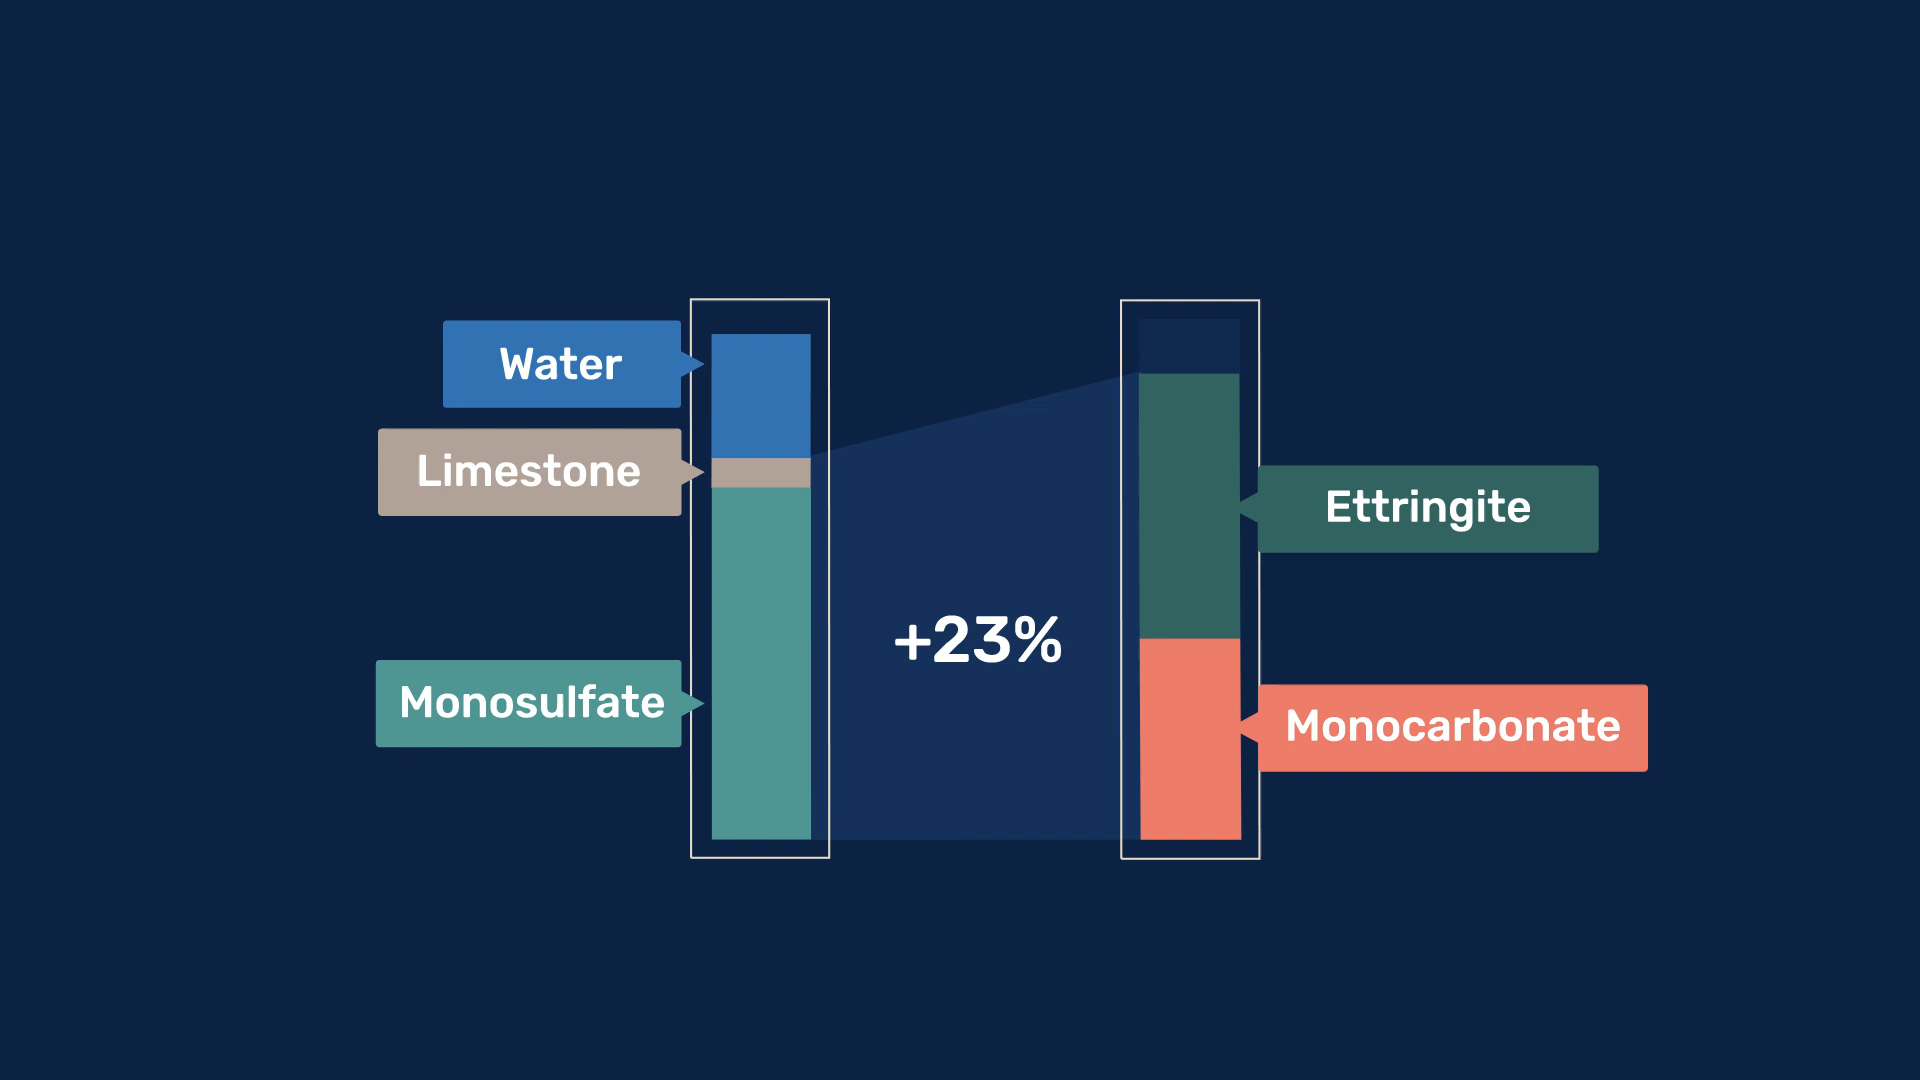 Water
Limestone
Monosulfate
+23%
Ettringite
Monocarbonate